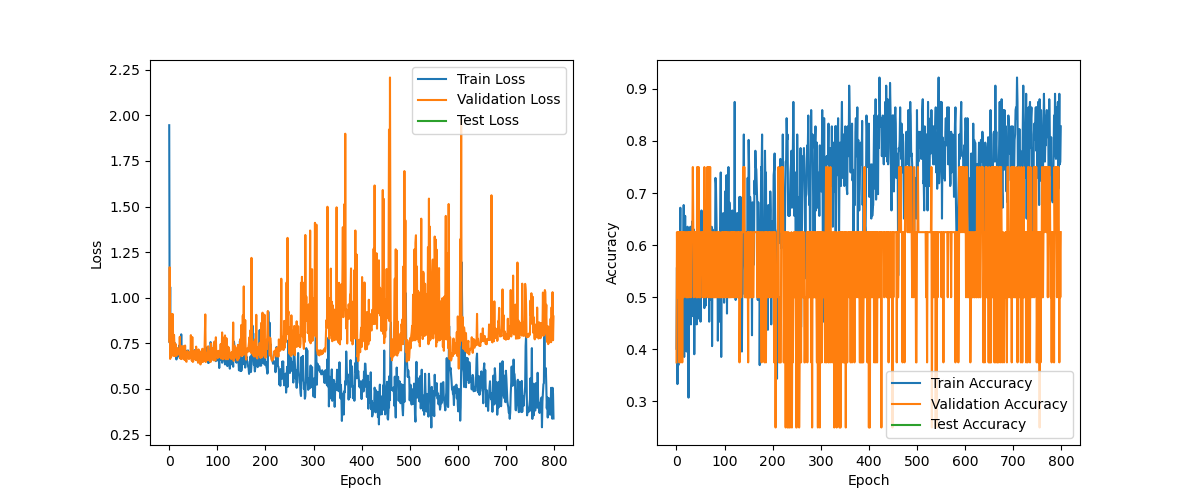 2.25
2.00
1.75
1.50
1.25
1.00
0.75
0.50
0.25
Loss
0 100 200 300 400 500 600 700 800
Epoch
Train Loss
Validation Loss
Test Loss
0.9
0.8
0.7
0.6
0.5
0.4
0.3
Accuracy
0 100 200 300 400 500 600 700 800
Epoch
Train Accuracy
Validation Accuracy
Test Accuracy